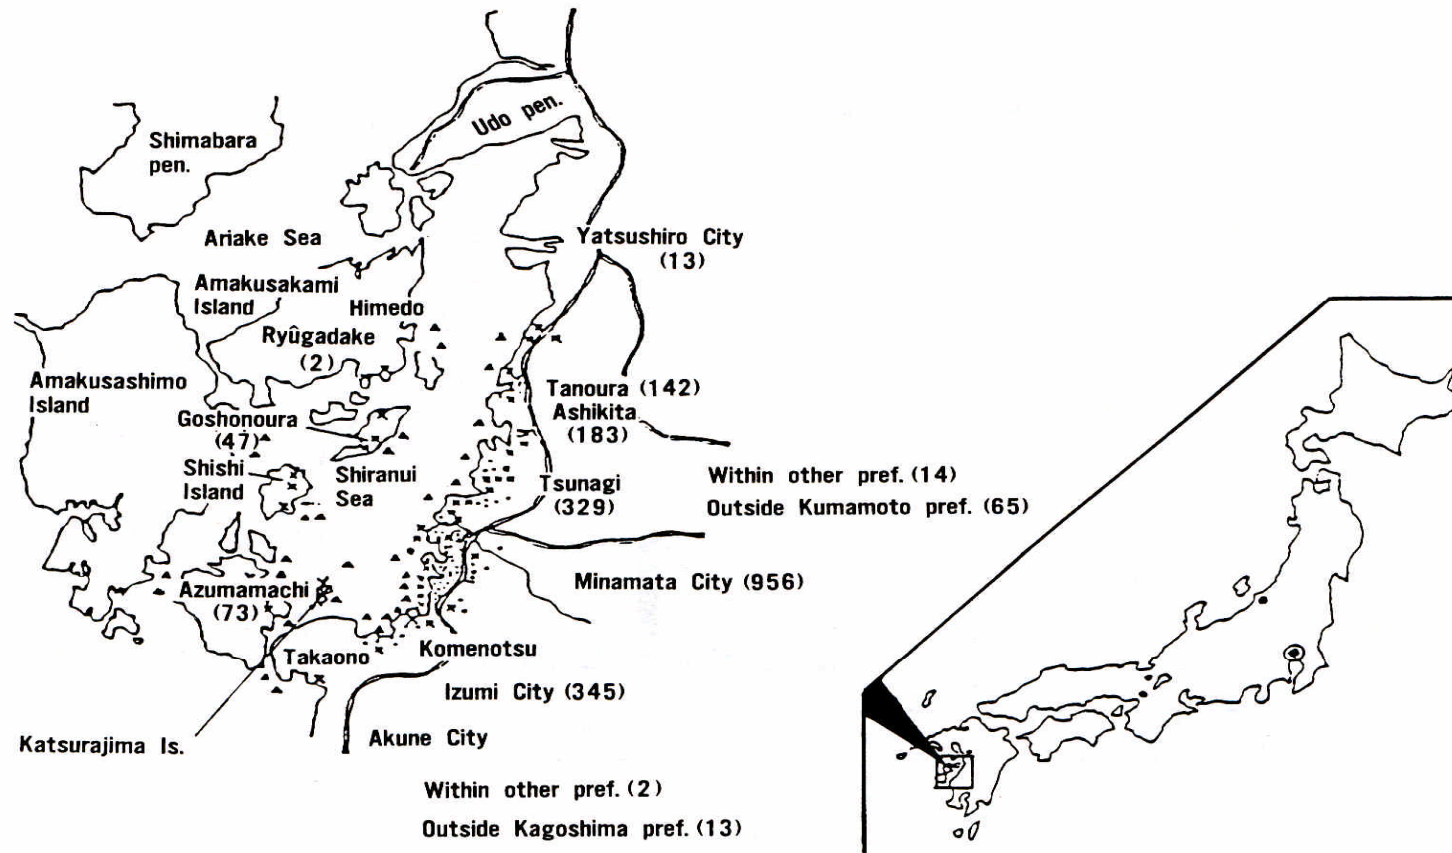 Udo pen.
Shimabara
pen.
Ariake Sea
Yatsushiro City
(13)
Amakusakami
Island
Himedo
Ryûgadake
(2)
Amakusashimo
Island
Tanoura (142)
Ashikita
(183)
Goshonoura
(47)
Shishi
Island
Shiranui
Sea
Tsunagi
(329)
Within other pref. (14)
Outside Kumamoto pref. (65)
Minamata City (956)
Azumamachi
(73)
Takaono
Komenotsu
Izumi City (345)
Katsurajima Is.
Akune City
Within other pref. (2)
Outside Kagoshima pref. (13)